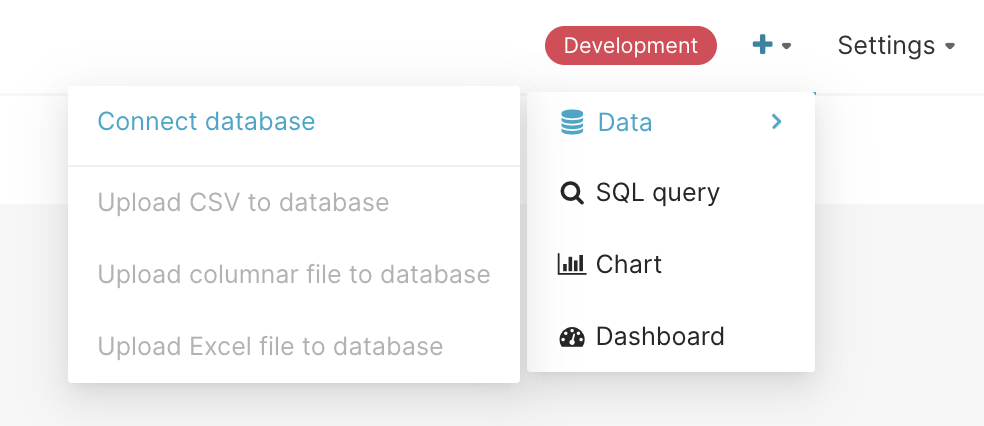 Development
Settings
Connect database
Upload CSV to database
Upload columnar file to database
Upload Excel file to database
Data
SQL query
Chart
Dashboard